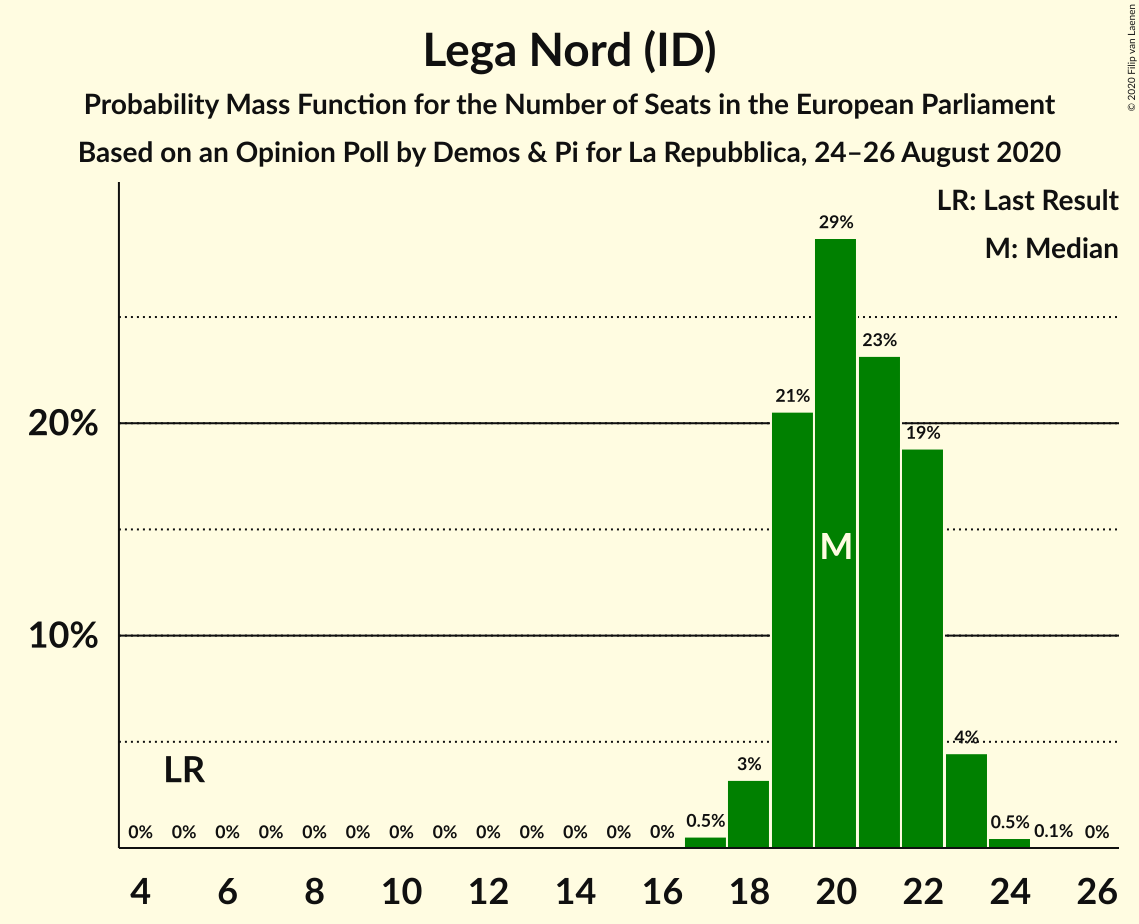 Lega Nord (ID)
Probability Mass Function for the Number of Seats in the European Parliament
Based on an Opinion Poll by Demos & Pi for La Repubblica, 24–26 August 2020
© 2020 Filip van Laenen
LR: Last Result
M: Median
29%
23%
21%
20%
19%
M
10%
4%
LR
3%
0% 0% 0% 0% 0% 0% 0% 0% 0% 0% 0% 0% 0% 0.5% 0.5% 0.1% 0%
4 6 8 10 12 14 16 18 20 22 24 26